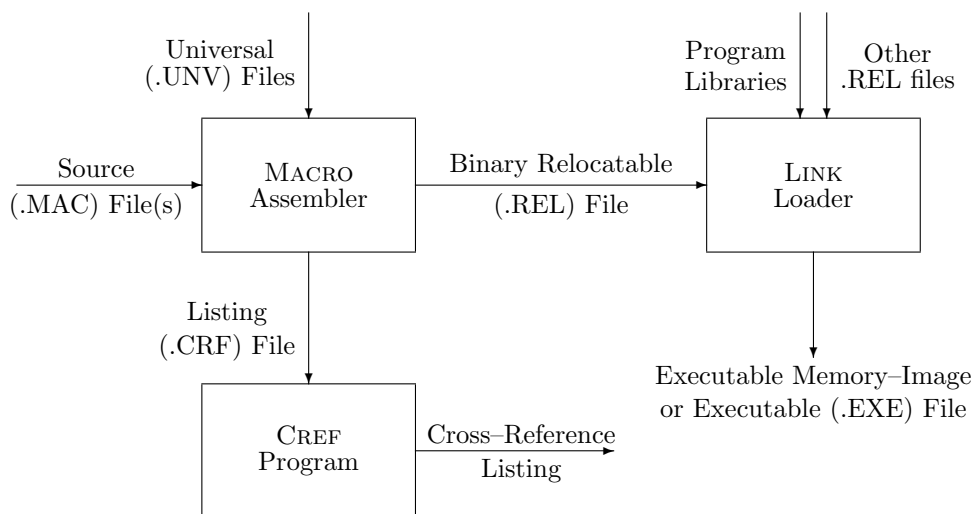 Universal
(.UNV) Files
Program
Libraries
Other
.REL files
Source
(.MAC) File(s)
MACRO
Assembler
Binary Relocatable
(.REL) File
LINK
Loader
Listing
(.CRF) File
Executable Memory–Image
or Executable (.EXE) File
CREF
Program
Cross–Reference
Listing